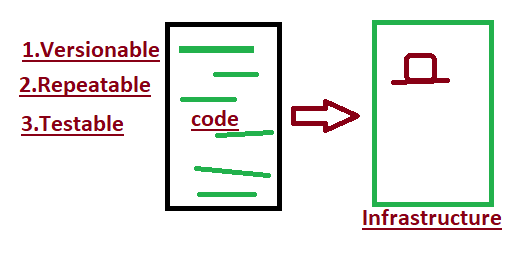 1.Versionable
2.Repeatable
3.Testable
code
Infrastructure